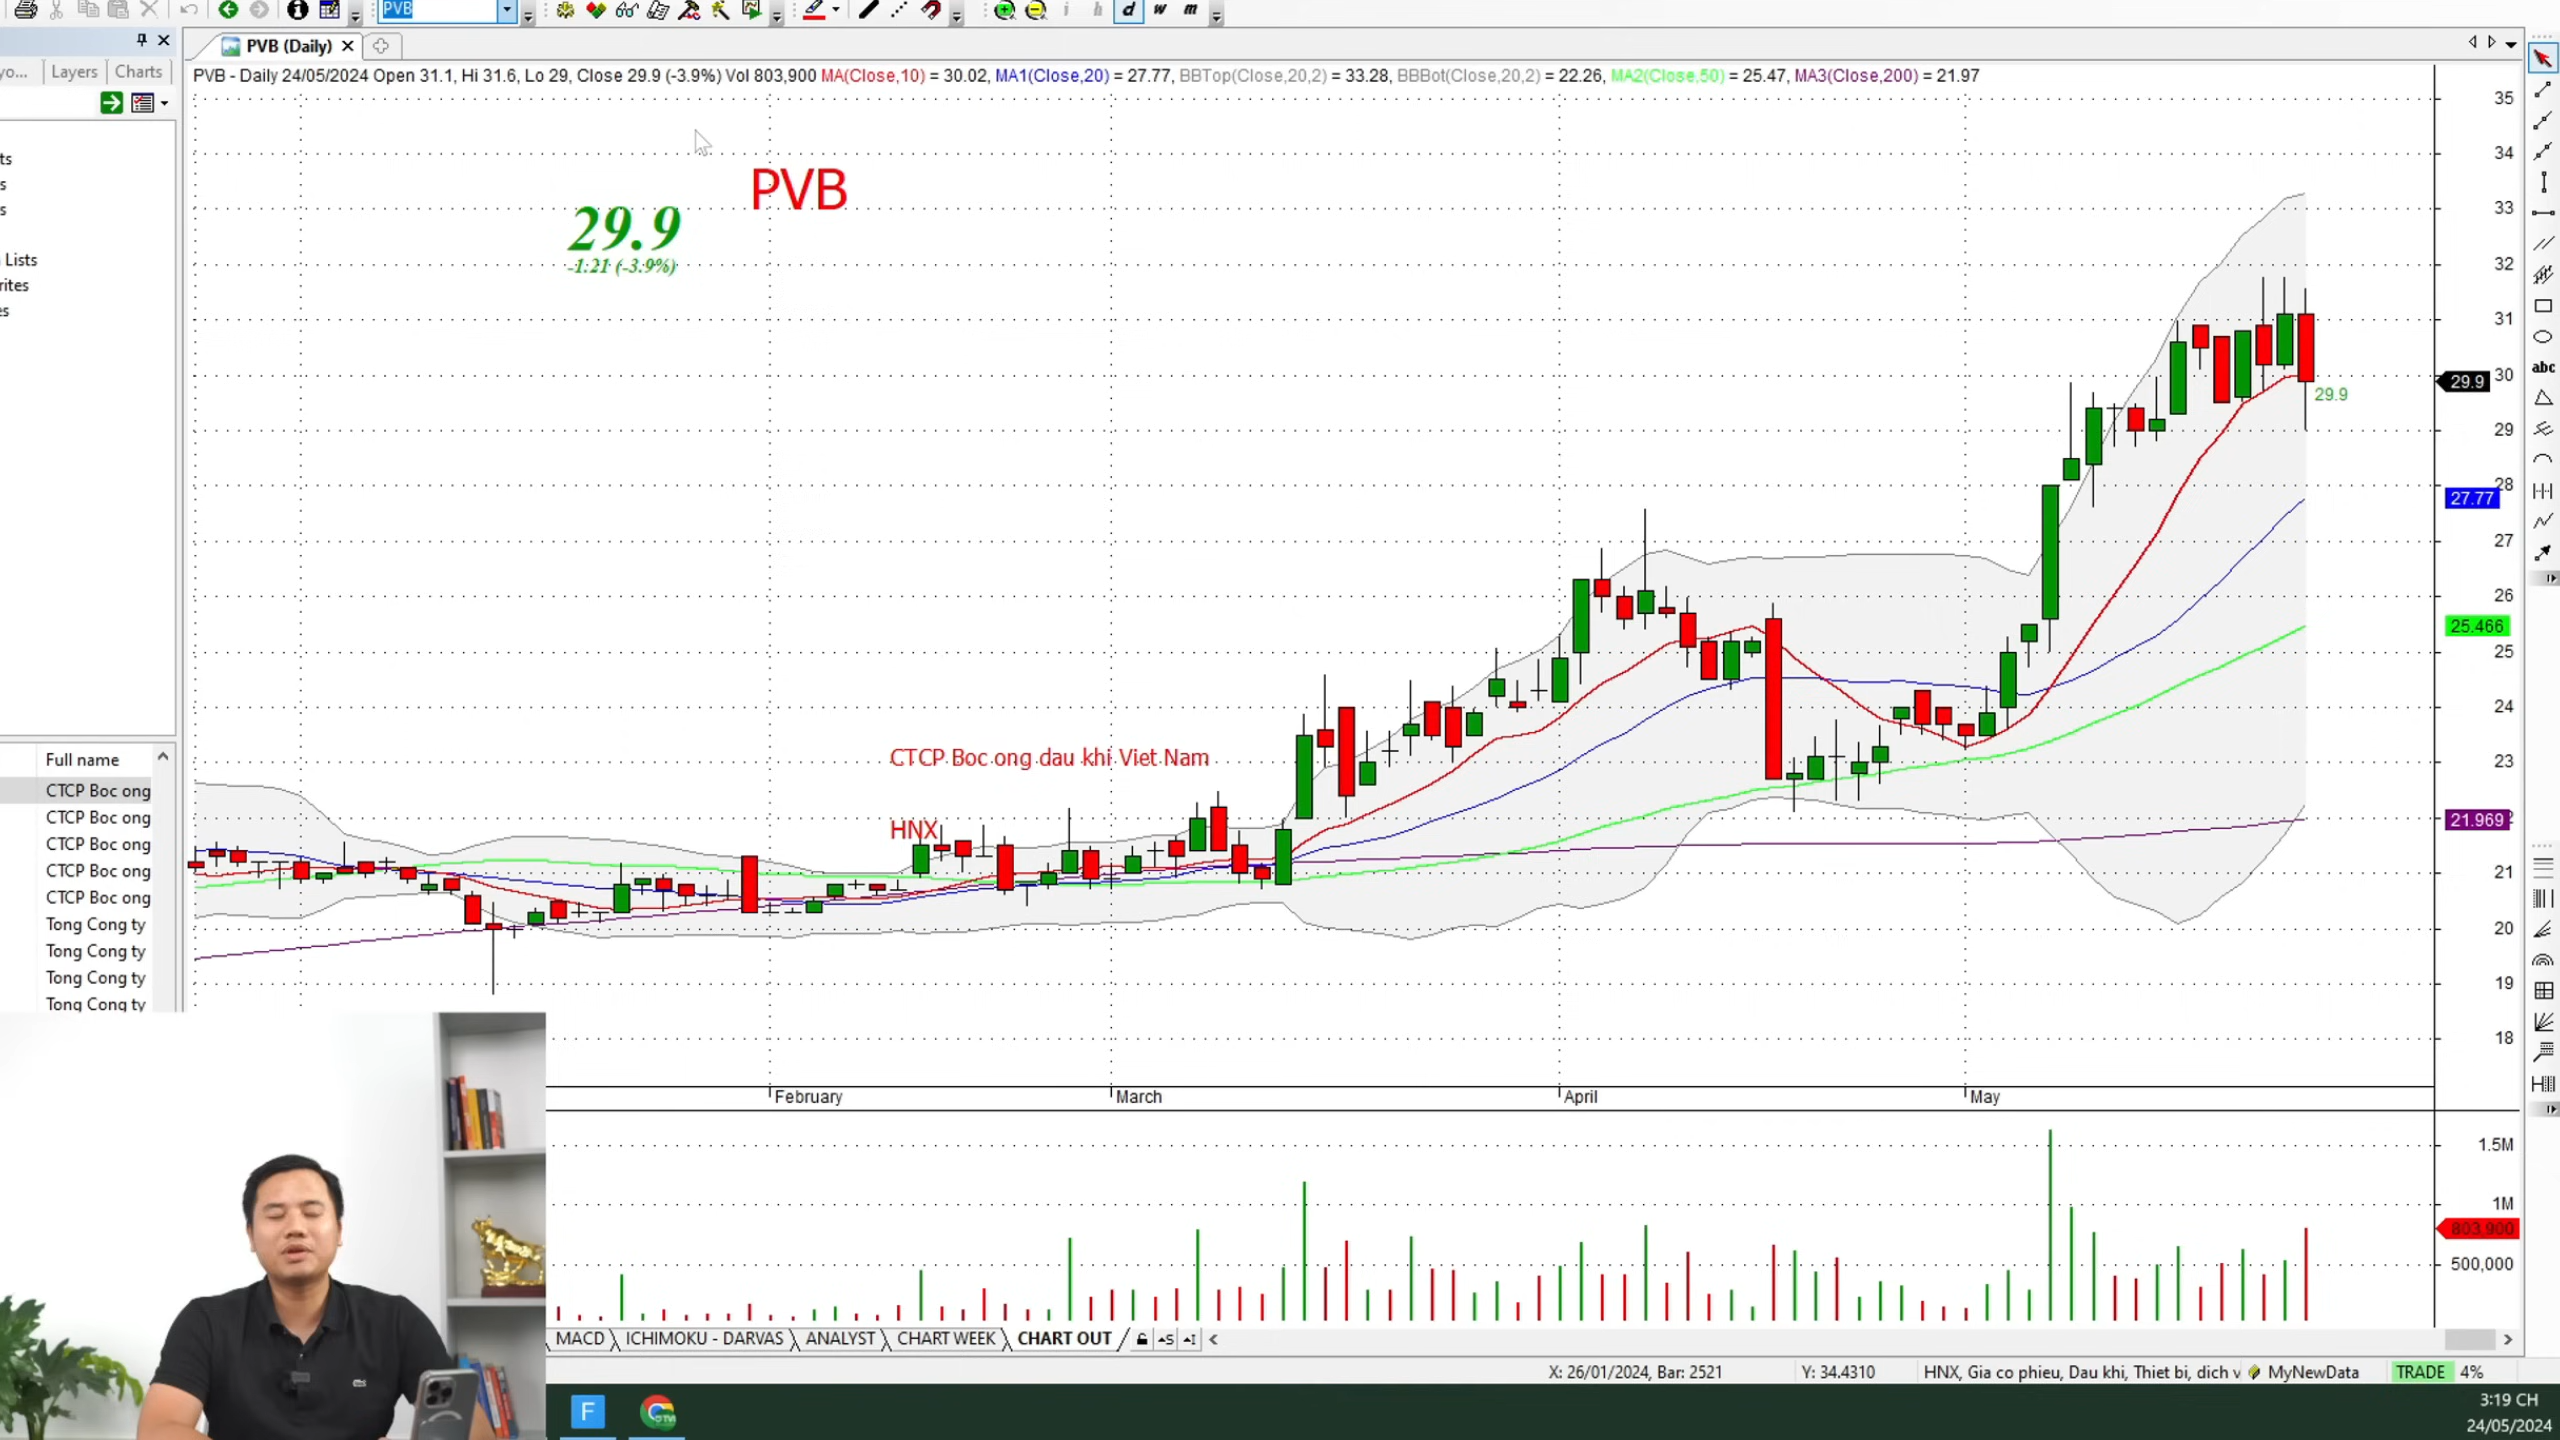 PVB
i h d w m
PVB (Daily)
yo... Layers Charts
PVB - Daily 24/05/2024 Open 31.1, Hi 31.6, Lo 29, Close 29.9 (-3.9%) Vol 803,900 MA(Close,10) = 30.02, MA1(Close,20) = 27.77, BBTop(Close,20,2) = 33.28, BBBot(Close,20,2) = 22.26, MA2(Close,50) = 25.47, MA3(Close,200) = 21.97
ts
s
s
Lists
rites
es
PVB
29.9
-1.21 (-3.9%)
35
34
33
32
31
30
29.9
29.9
29
28
27.77
27
26
25.466
25
24
23
21.969
21
20
19
18
abc
CTCP Boc ong dau khi Viet Nam
HNX
Full name
CTCP Boc ong
CTCP Boc ong
CTCP Boc ong
CTCP Boc ong
CTCP Boc ong
Tong Cong ty
Tong Cong ty
Tong Cong ty
Tong Cong ty
February March April May
1.5M
1M
803,900
500,000
MACD ICHIMOKU - DARVAS ANALYST CHART WEEK CHART OUT
X: 26/01/2024, Bar: 2521 Y: 34.4310 HNX, Gia co phieu, Dau khi, Thiet bi, dich v MyNewData TRADE 4%
F
3:19 CH
24/05/2024